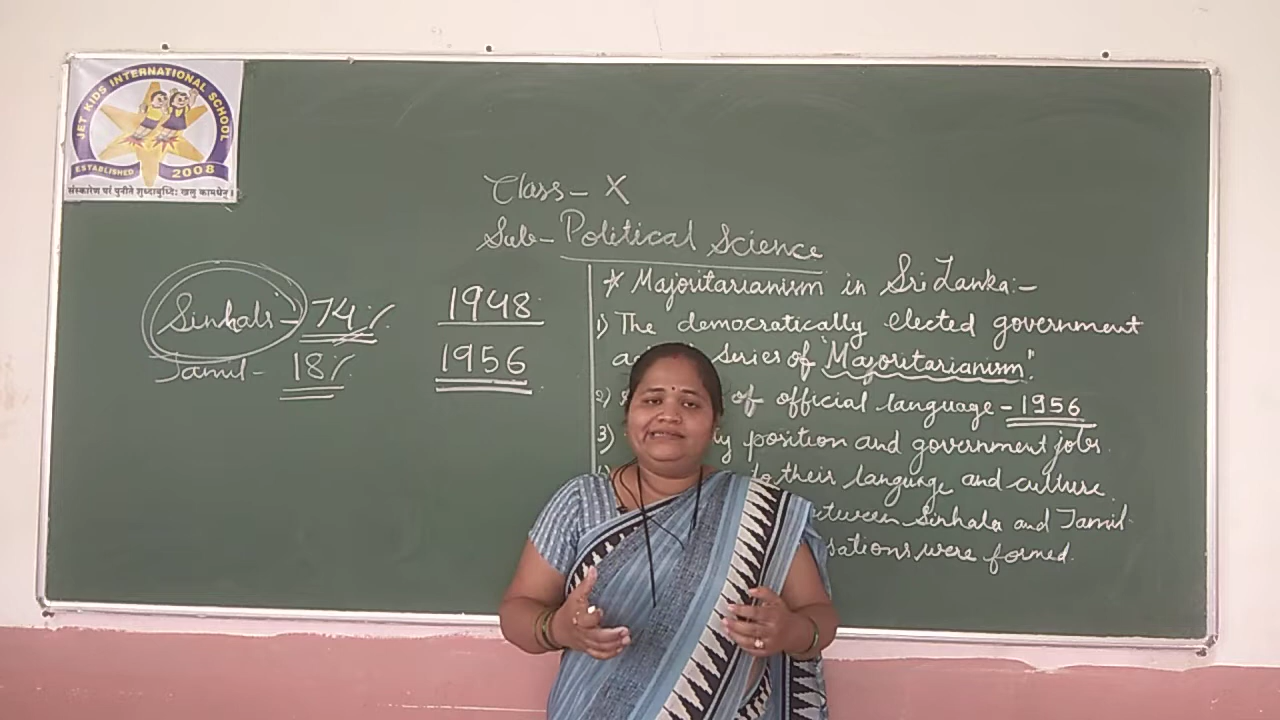 JET KIDS INTERNATIONAL SCHOOL
ESTABLISHED 2008
Class - X
Sub - Political Science
Sinhali - 74%
Tamil - 18%
1948
1956
* Majoritarianism in Sri Lanka:-
1) The democratically elected government
series of "Majoritarianism"
2) of official language - 1956
3) position and government jobs.
their language and culture.
Sinhala and Tamil
were formed.